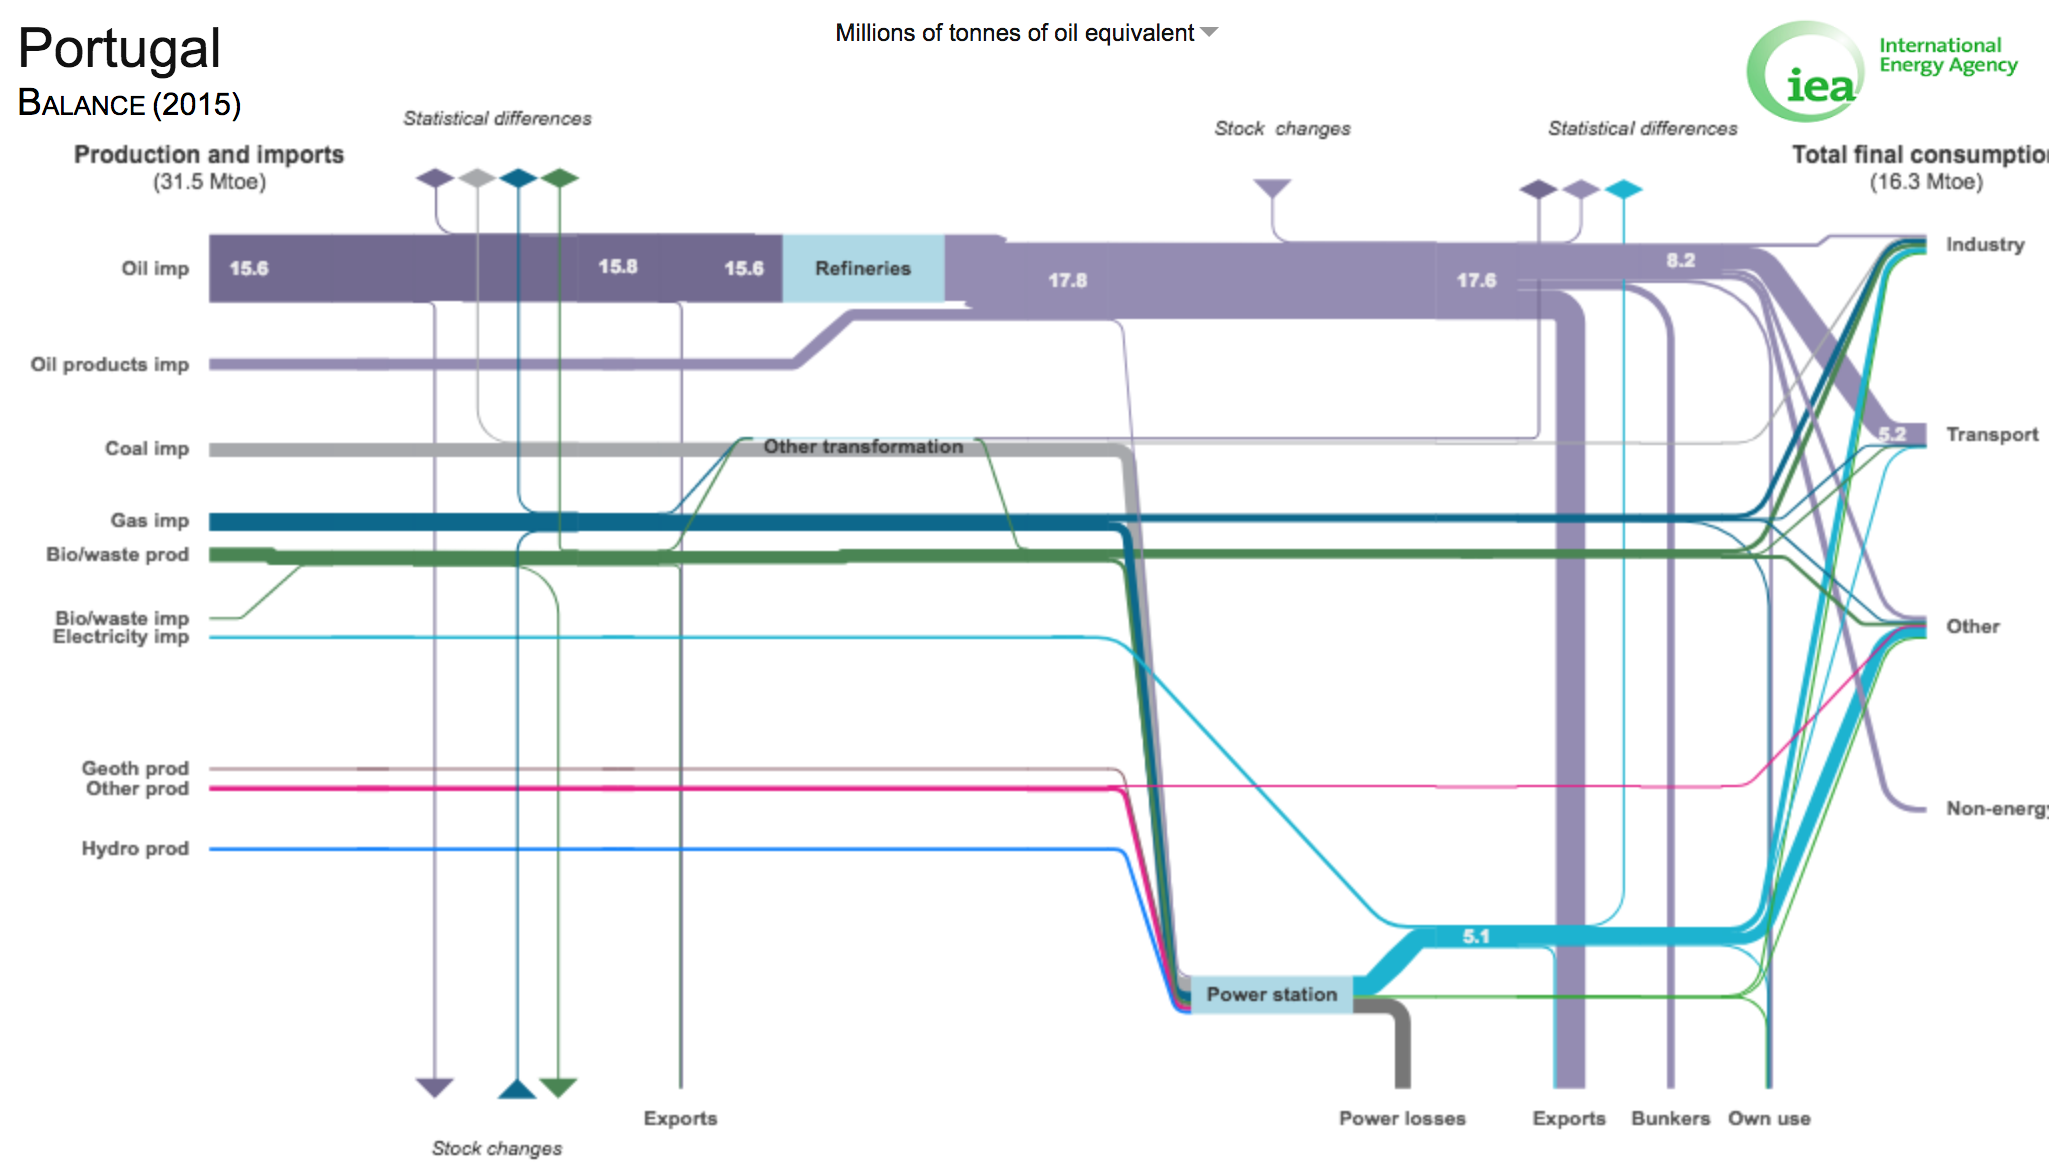 Portugal
BALANCE (2015)
Millions of tonnes of oil equivalent
iea
International
Energy Agency
Statistical differences
Stock changes
Statistical differences
Production and imports
(31.5 Mtoe)
Total final consumptio
(16.3 Mtoe)
Oil imp
15.6
15.8
15.6
Refineries
17.8
17.6
8.2
Industry
Oil products imp
Coal imp
Other transformation
5.2
Transport
Gas imp
Bio/waste prod
Bio/waste imp
Electricity imp
Other
Geoth prod
Other prod
Non-energy
Hydro prod
5.1
Power station
Exports
Power losses
Exports
Bunkers
Own use
Stock changes